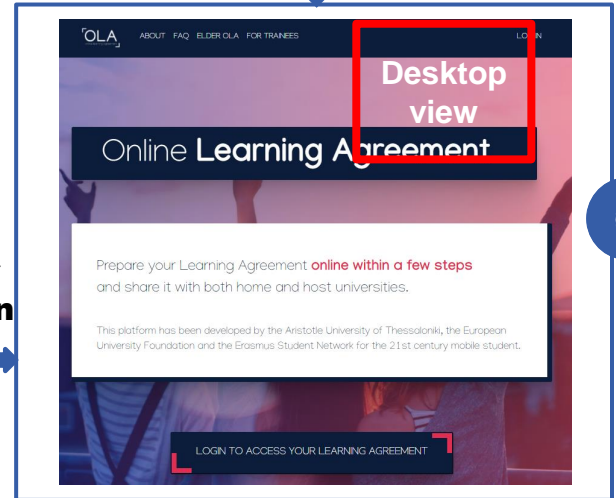 OLA
ABOUT FAQ ELDER OLA FOR TRAINEES
Desktop
view
Online Learning Agreement
Prepare your Learning Agreement online within a few steps
and share it with both home and host universities.
n
This platform has been developed by the Aristotle University of Thessaloniki, the European
University Foundation and the Erasmus Student Network for the 21st century mobile student.
LOGIN TO ACCESS YOUR LEARNING AGREEMENT